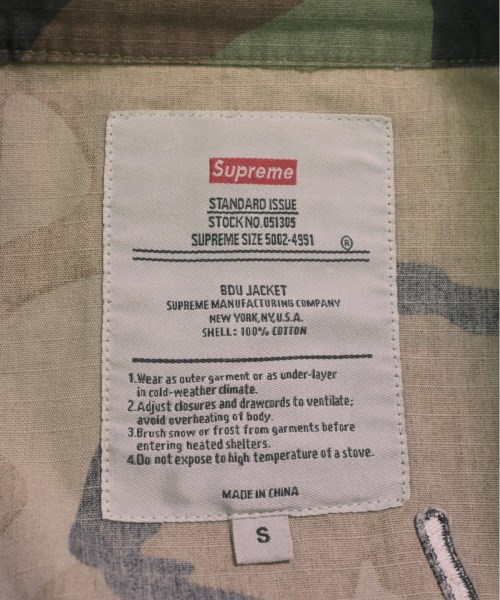 Supreme
STANDARD ISSUE
STOCK NO. 051305
SUPREME SIZE 5002-4991 ®
BDU JACKET
SUPREME MANUFACTURING COMPANY
NEW YORK, NY, U.S.A.
SHELL: 100% COTTON
1.Wear as outer garment or as under-layer
in cold-weather climate.
2.Adjust closures and drawcords to ventilate;
avoid overheating of body.
3.Brush snow or frost from garments before
entering heated shelters.
4.Do not expose to high temperature of a stove.
MADE IN CHINA
S